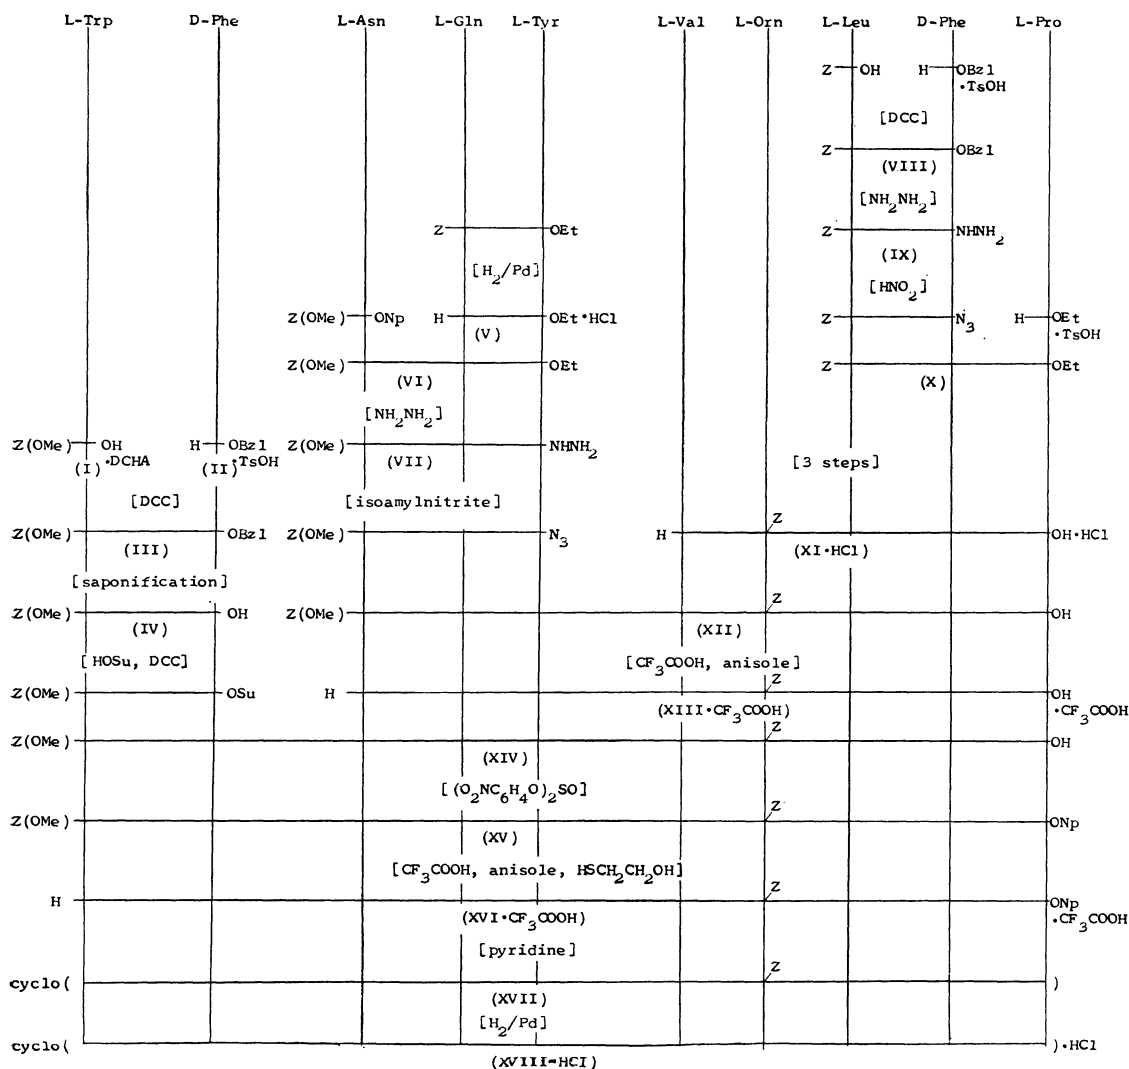 L-Trp D-Phe L-Asn L-Gln L-Tyr L-Val L-Orn L-Leu D-Phe L-Pro
Z OH H OBzl
•TsOH
[DCC]
Z OBzl
(VIII)
[NH2NH2]
Z OEt Z NHNH2
(IX)
[H2/Pd]
[HNO2]
Z(OMe) ONp H OEt•HCl Z N3 H OEt
(V) •TsOH
Z(OMe) OEt Z OEt
(VI) (X)
[NH2NH2]
Z(OMe) OH H OBzl Z(OMe) NHNH2
(I) •DCHA (II) •TsOH (VII) [3 steps]
[DCC] [isoamylnitrite]
Z
Z(OMe) OBzl Z(OMe) N3 H OH•HCl
(III) (XI•HCl)
[saponification]
Z
Z(OMe) OH Z(OMe) OH
(IV) (XII)
[HOSu, DCC] [CF3COOH, anisole]
Z
Z(OMe) OSu H OH
(XIII•CF3COOH) •CF3COOH
Z
Z(OMe) OH
(XIV)
[(O2NC6H4O)2SO]
Z
Z(OMe) ONp
(XV)
[CF3COOH, anisole, HSCH2CH2OH]
Z
H ONp
(XVI•CF3COOH) •CF3COOH
[pyridine]
Z
cyclo( )
(XVII)
[H2/Pd]
cyclo( )•HCl
(XVIII-HCI)